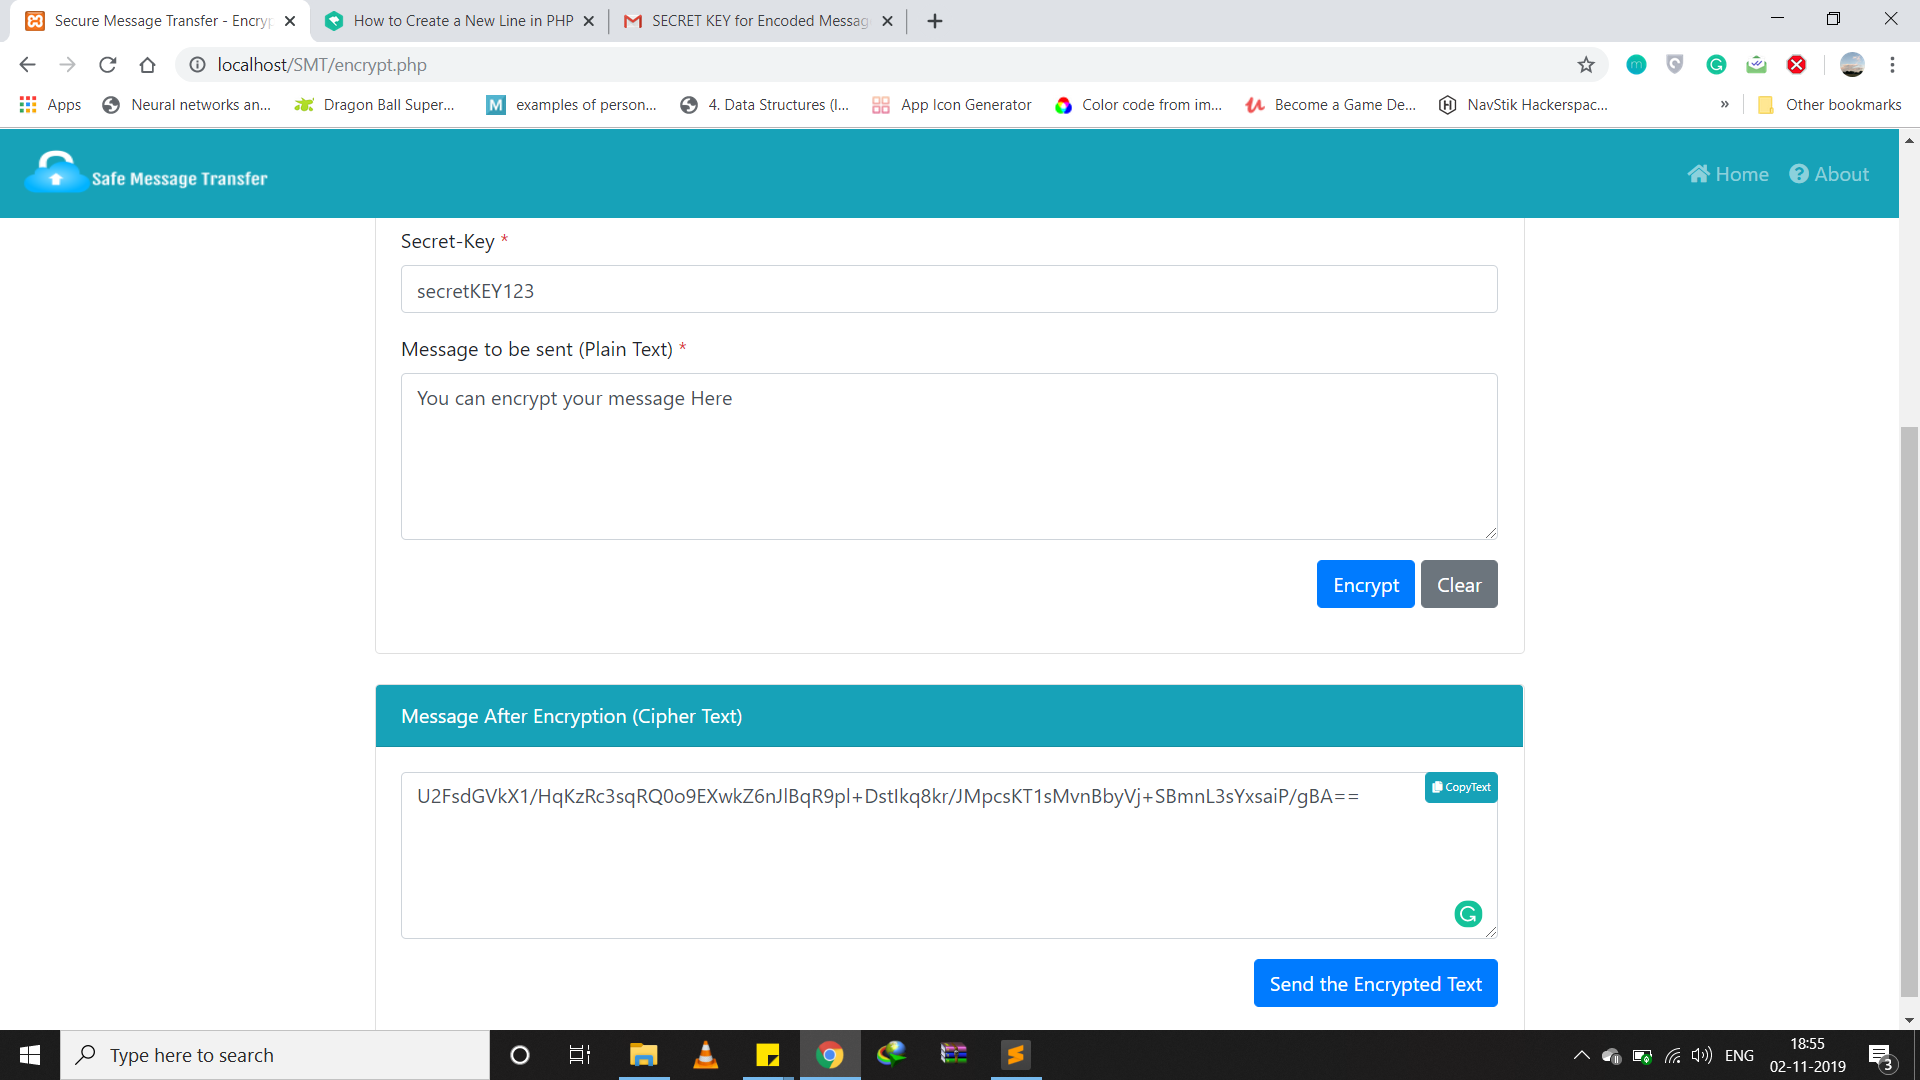 Secure Message Transfer - Encryp
How to Create a New Line in PHP
SECRET KEY for Encoded Messag
localhost/SMT/encrypt.php
Apps
Neural networks an...
Dragon Ball Super...
M
examples of person...
4. Data Structures (I...
App Icon Generator
Color code from im...
Become a Game De...
NavStik Hackerspac...
»
Other bookmarks
Safe Message Transfer
Home
About
Secret-Key *
secretKEY123
Message to be sent (Plain Text) *
You can encrypt your message Here
Encrypt
Clear
Message After Encryption (Cipher Text)
U2FsdGVkX1/HqKzRc3sqRQ0o9EXwkZ6nJlBqR9pl+DstIkq8kr/JMpcsKT1sMvnBbyVj+SBmnL3sYxsaiP/gBA==
CopyText
Send the Encrypted Text
Type here to search
ENG
18:55
02-11-2019
3